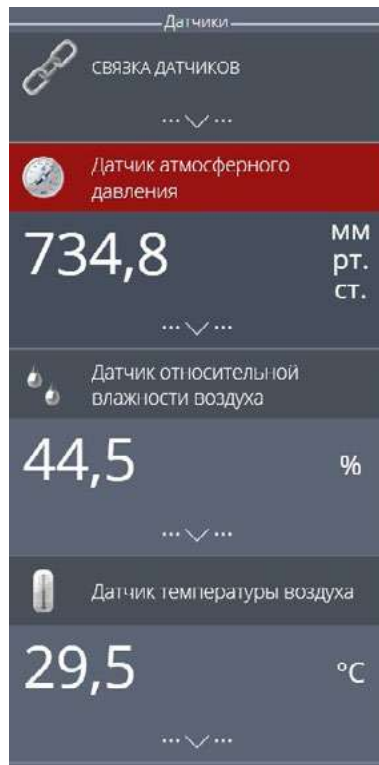 Датчики
СВЯЗКА ДАТЧИКОВ
Датчик атмосферного
давления
734,8
мм
рт.
ст.
Датчик относительной
влажности воздуха
44,5
%
Датчик температуры воздуха
29,5
°C